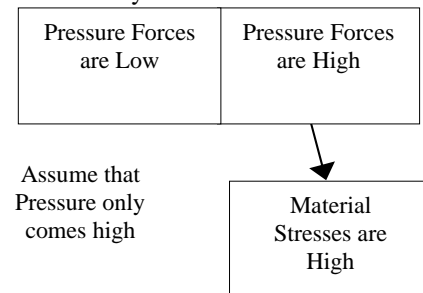 Pressure Forces
are Low
Pressure Forces
are High
Assume that
Pressure only
comes high
Material
Stresses are
High